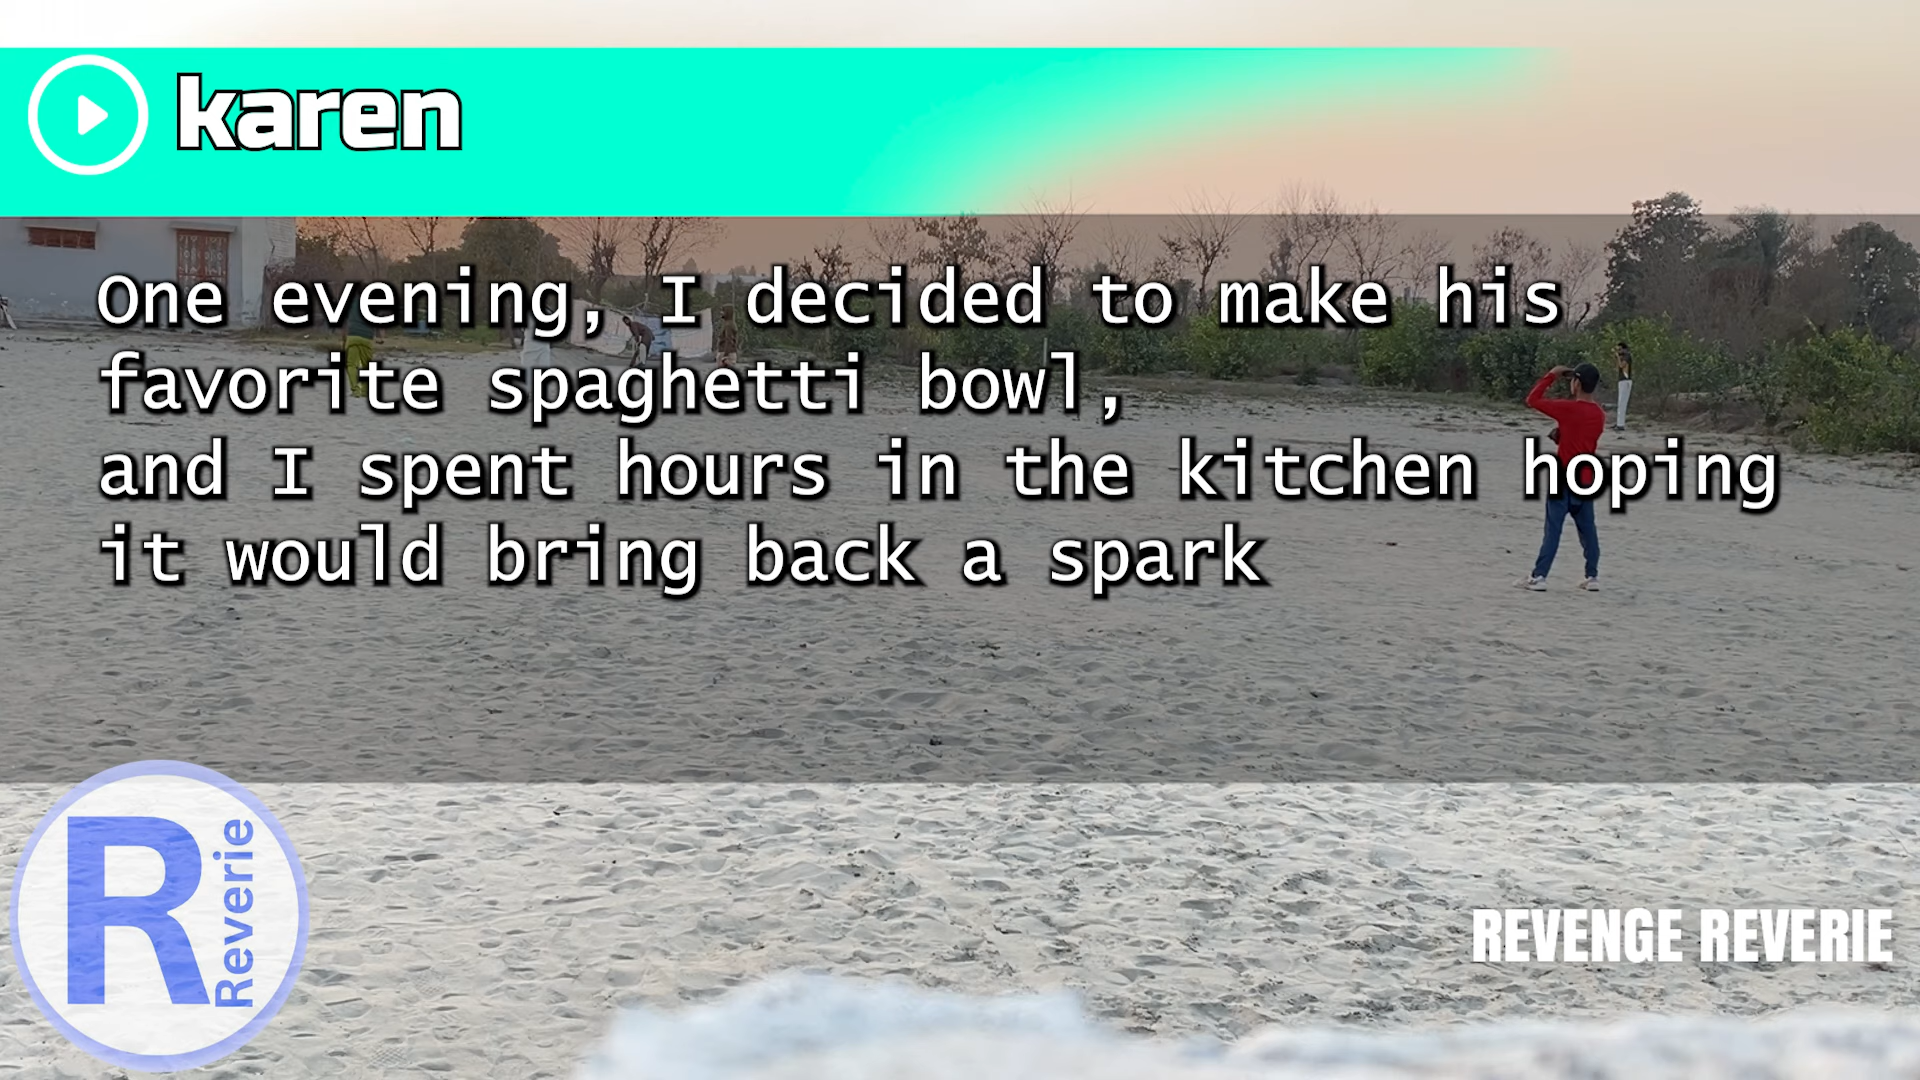 karen
One evening, I decided to make his
favorite spaghetti bowl,
and I spent hours in the kitchen hoping
it would bring back a spark
R
Reverie
REVENGE REVERIE